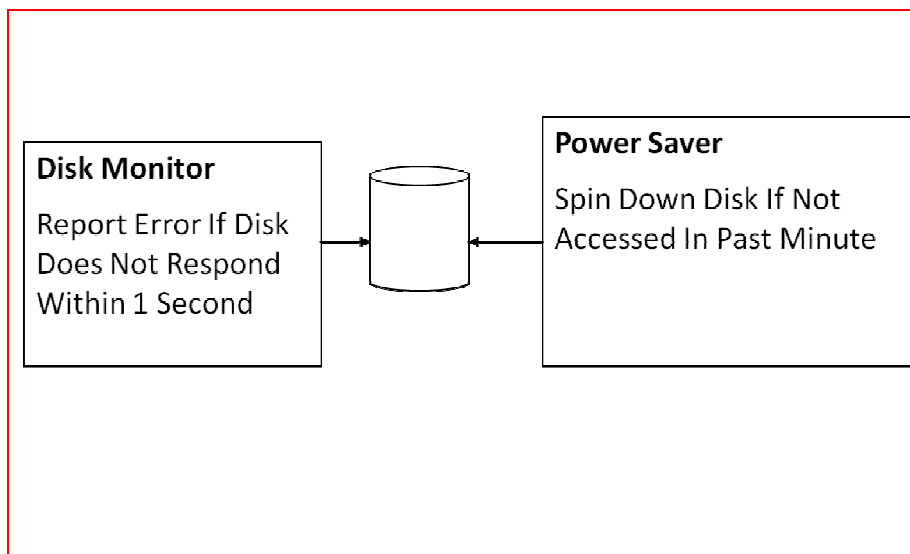 Disk Monitor
Report Error If Disk
Does Not Respond
Within 1 Second
Power Saver
Spin Down Disk If Not
Accessed In Past Minute